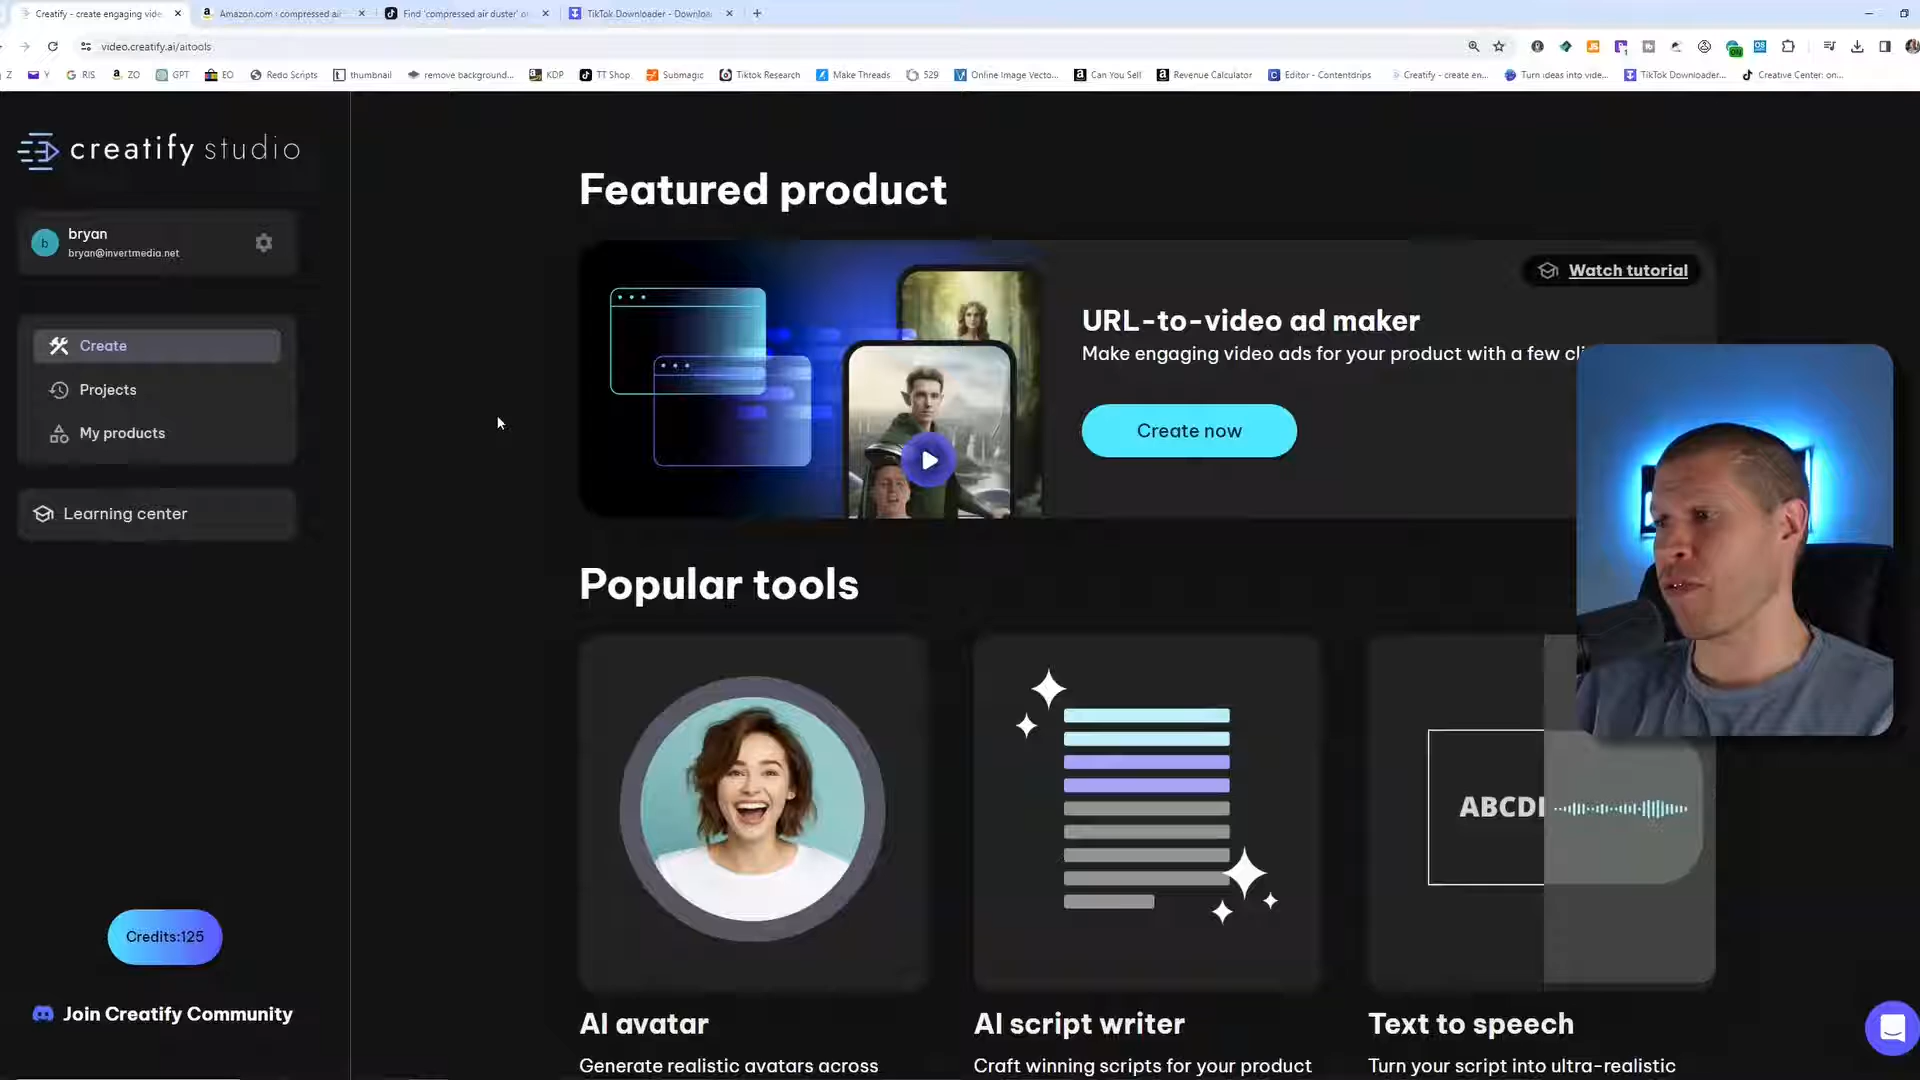 Creatify - create engaging vide
Amazon.com : compressed ai
Find 'compressed air duster' o
TikTok Downloader - Downloa
video.creatify.ai/aitools
Z
Y
RIS
ZO
GPT
EO
Redo Scripts
thumbnail
remove background...
KDP
TT Shop
Submagic
Tiktok Research
Make Threads
529
Online Image Vecto...
Can You Sell
Revenue Calculator
Editor - Contentdrips
Creatify - create en...
Turn ideas into vide...
TikTok Downloader...
Creative Center: on...
creatify studio
b
bryan
bryan@invertmedia.net
Create
Projects
My products
Learning center
Credits:125
Join Creatify Community
Featured product
Watch tutorial
URL-to-video ad maker
Make engaging video ads for your product with a few cli
Create now
Popular tools
ABCD
AI avatar
Generate realistic avatars across
AI script writer
Craft winning scripts for your product
Text to speech
Turn your script into ultra-realistic